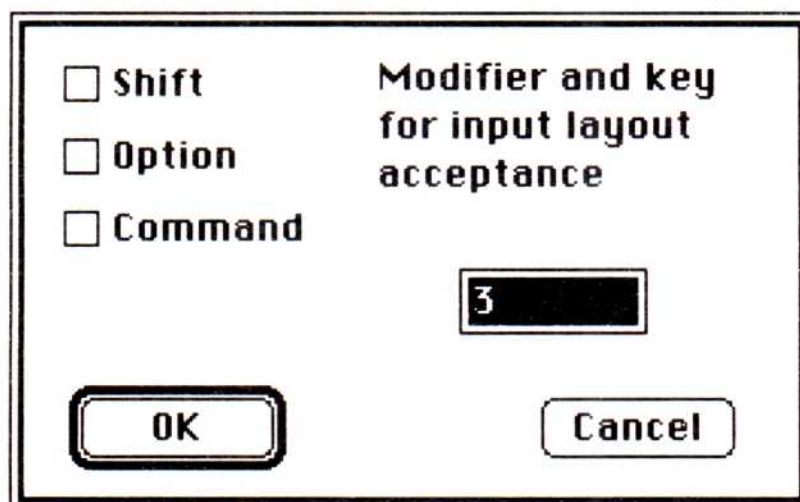 Shift
Option
Command
Modifier and key
for input layout
acceptance
3
OK
Cancel